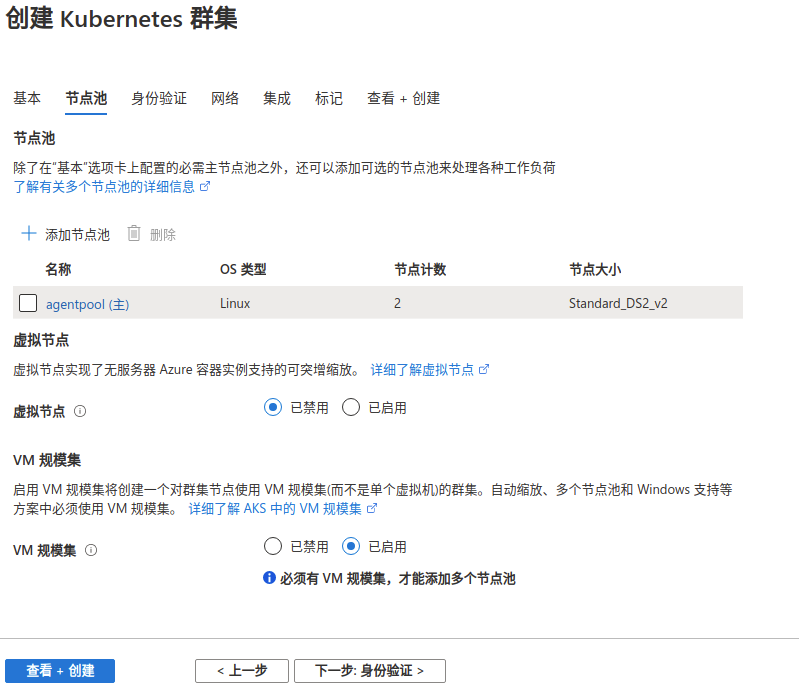 创建 Kubernetes 群集
基本 节点池 身份验证 网络 集成 标记 查看 + 创建
节点池
除了在“基本”选项卡上配置的必需主节点池之外，还可以添加可选的节点池来处理各种工作负荷
了解有关多个节点池的详细信息
添加节点池 删除
名称 OS 类型 节点计数 节点大小
agentpool (主) Linux 2 Standard_DS2_v2
虚拟节点
虚拟节点实现了无服务器 Azure 容器实例支持的可突增缩放。 详细了解虚拟节点
虚拟节点 已禁用 已启用
VM 规模集
启用 VM 规模集将创建一个对群集节点使用 VM 规模集(而不是单个虚拟机)的群集。自动缩放、多个节点池和 Windows 支持等
方案中必须使用 VM 规模集。 详细了解 AKS 中的 VM 规模集
VM 规模集 已禁用 已启用
必须有 VM 规模集，才能添加多个节点池
查看 + 创建 < 上一步 下一步: 身份验证 >